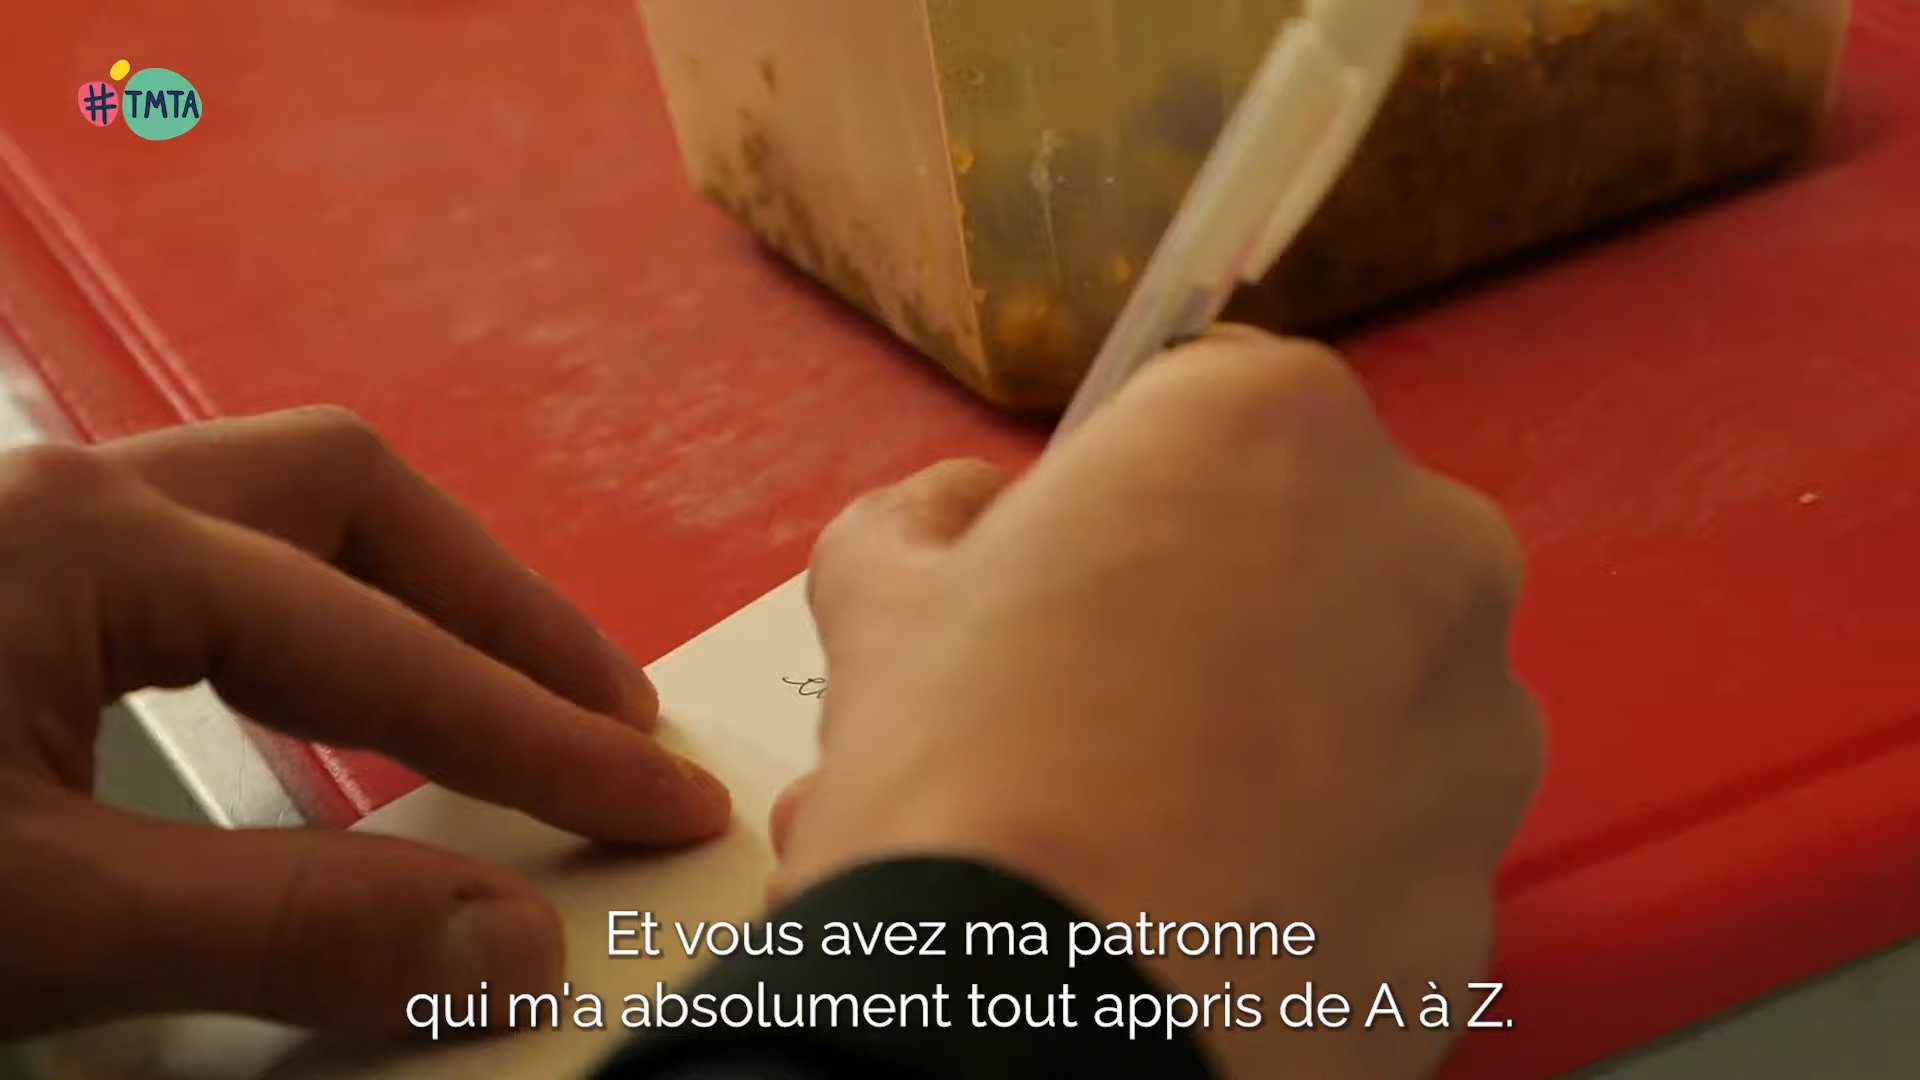 #TMTA
Et vous avez ma patronne
qui m'a absolument tout appris de A à Z.